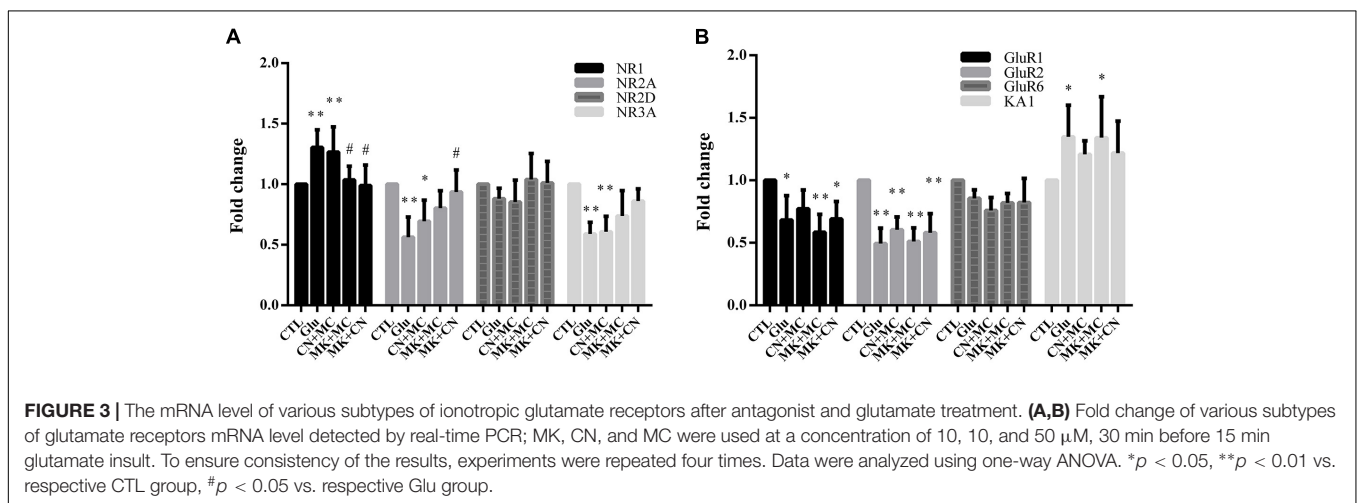 A
2.0
1.5
1.0
0.5
0.0
Fold change
NR1
NR2A
NR2D
NR3A
** ** # #
** * #
** **
CTL Glu CN+MC MK+MC MK+CN CTL Glu CN+MC MK+MC MK+CN CTL Glu CN+MC MK+MC MK+CN CTL Glu CN+MC MK+MC MK+CN
B
2.0
1.5
1.0
0.5
0.0
Fold change
GluR1
GluR2
GluR6
KA1
* ** *
** ** ** **
* *
CTL Glu CN+MC MK+MC MK+CN CTL Glu CN+MC MK+MC MK+CN CTL Glu CN+MC MK+MC MK+CN CTL Glu CN+MC MK+MC MK+CN
FIGURE 3 | The mRNA level of various subtypes of ionotropic glutamate receptors after antagonist and glutamate treatment. (A,B) Fold change of various subtypes
of glutamate receptors mRNA level detected by real-time PCR; MK, CN, and MC were used at a concentration of 10, 10, and 50 μM, 30 min before 15 min
glutamate insult. To ensure consistency of the results, experiments were repeated four times. Data were analyzed using one-way ANOVA. *p < 0.05, **p < 0.01 vs.
respective CTL group, #p < 0.05 vs. respective Glu group.